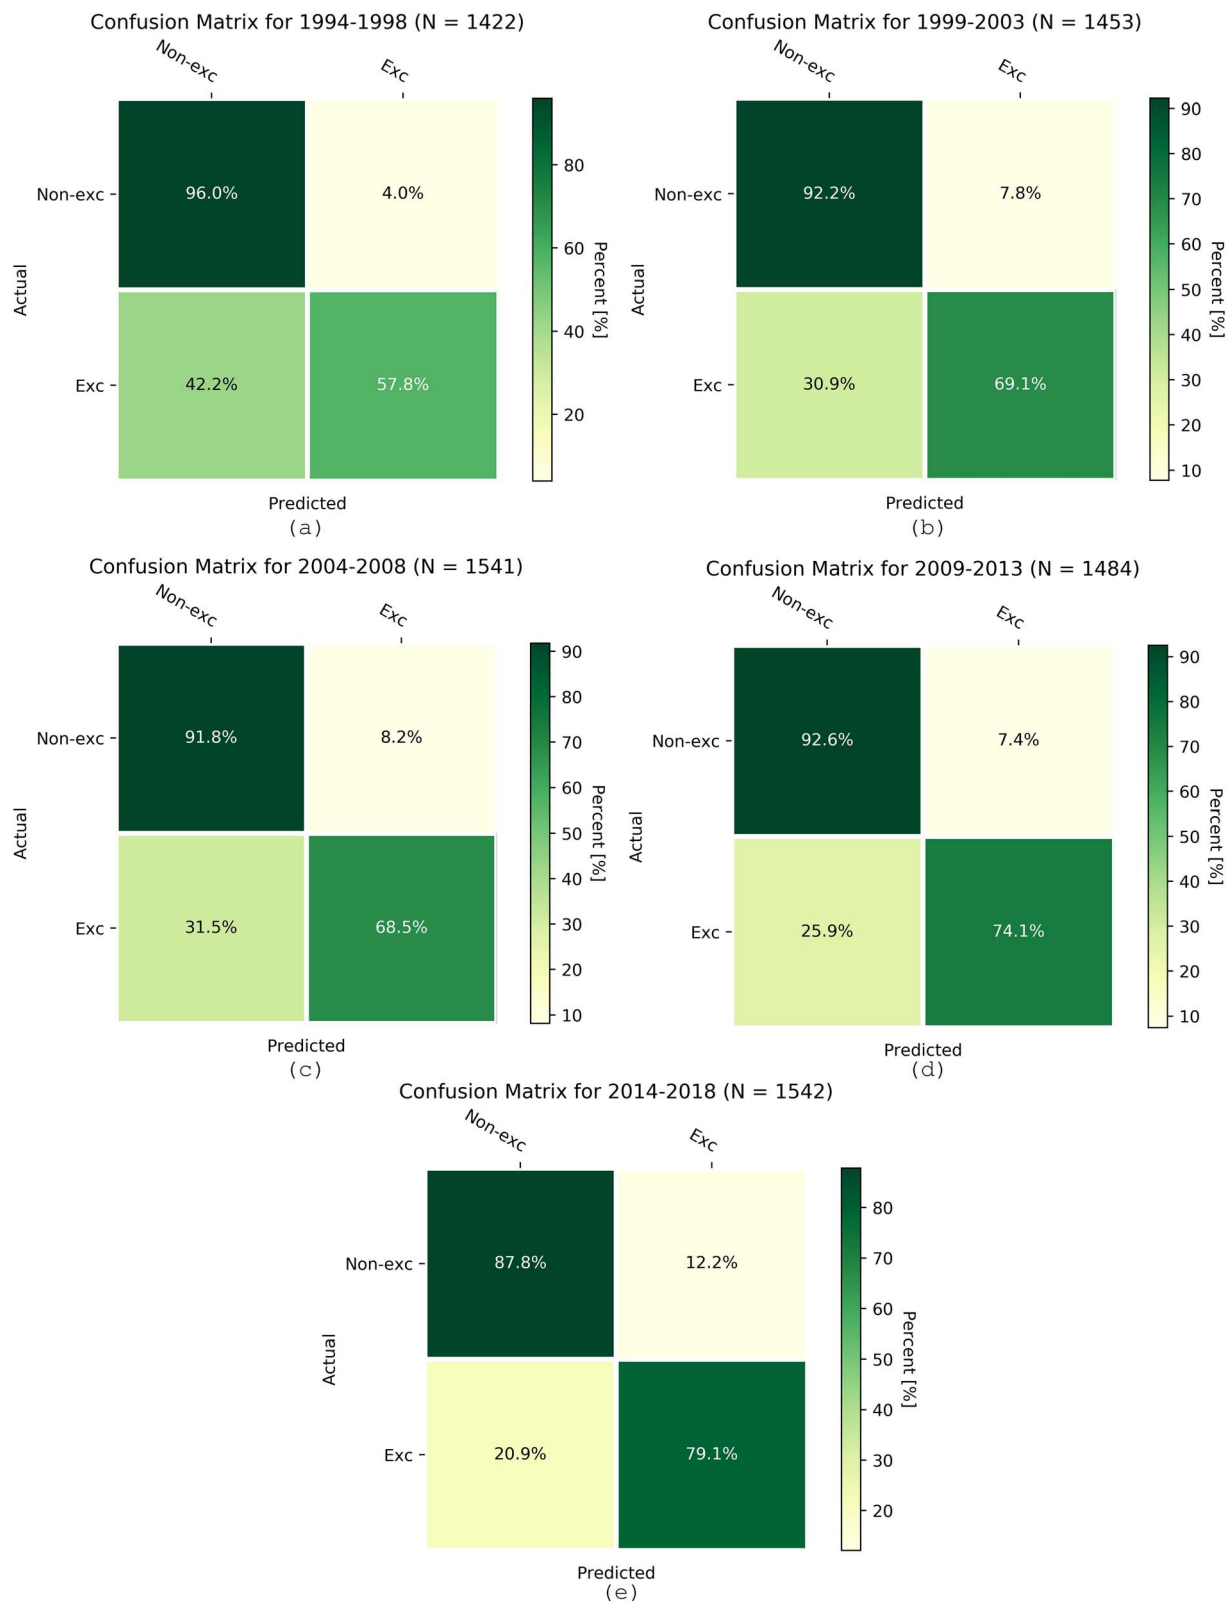 Confusion Matrix for 1994-1998 (N = 1422)
Non-exc
Exc
Non-exc
96.0%
4.0%
Exc
42.2%
57.8%
Actual
Predicted
80
60
40
20
Percent [%]
(a)
Confusion Matrix for 1999-2003 (N = 1453)
Non-exc
Exc
Non-exc
92.2%
7.8%
Exc
30.9%
69.1%
Actual
Predicted
90
80
70
60
50
40
30
20
10
Percent [%]
(b)
Confusion Matrix for 2004-2008 (N = 1541)
Non-exc
Exc
Non-exc
91.8%
8.2%
Exc
31.5%
68.5%
Actual
Predicted
90
80
70
60
50
40
30
20
10
Percent [%]
(c)
Confusion Matrix for 2009-2013 (N = 1484)
Non-exc
Exc
Non-exc
92.6%
7.4%
Exc
25.9%
74.1%
Actual
Predicted
90
80
70
60
50
40
30
20
10
Percent [%]
(d)
Confusion Matrix for 2014-2018 (N = 1542)
Non-exc
Exc
Non-exc
87.8%
12.2%
Exc
20.9%
79.1%
Actual
Predicted
80
70
60
50
40
30
20
Percent [%]
(e)